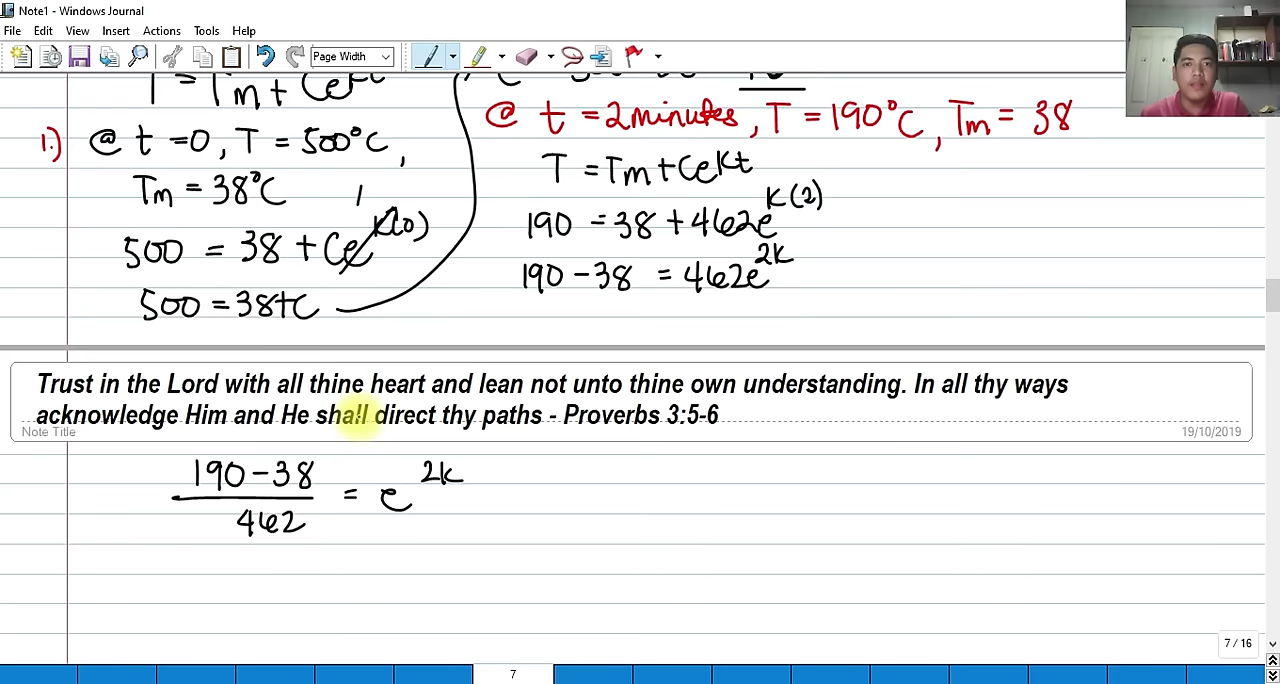 Note1 - Windows Journal
File Edit View Insert Actions Tools Help
Page Width
T = Tm + Ce^kt
1.) @ t = 0, T = 500°C,
Tm = 38°C
1
500 = 38 + Ce^k(0)
500 = 38 + C
@ t = 2 minutes, T = 190°C, Tm = 38
T = Tm + Ce^kt
190 = 38 + 462e^k(2)
190 - 38 = 462e^2k
Trust in the Lord with all thine heart and lean not unto thine own understanding. In all thy ways
acknowledge Him and He shall direct thy paths - Proverbs 3:5-6
Note Title
19/10/2019
190 - 38
462
= e^2k
7 / 16
7